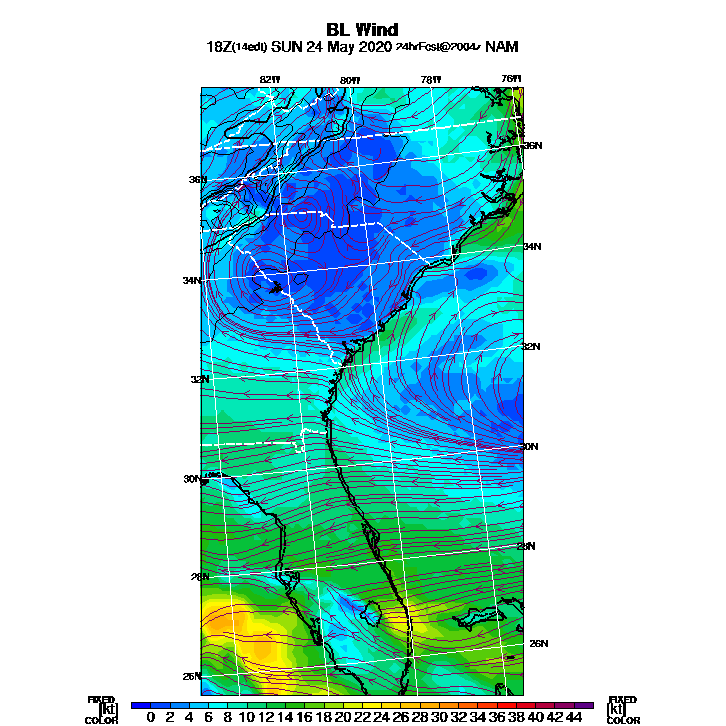 BL Wind
18Z(14edt) SUN 24 May 2020 24hrFcst@2004z NAM
82W 80W 78W 76W
36N
36N
34N
34N
32N
32N
30N
30N
28N
28N
26N
26N
FIXED FIXED
[kt] 0 2 4 6 8 10 12 14 16 18 20 22 24 26 28 30 32 34 36 38 40 42 44 [kt]
COLOR COLOR